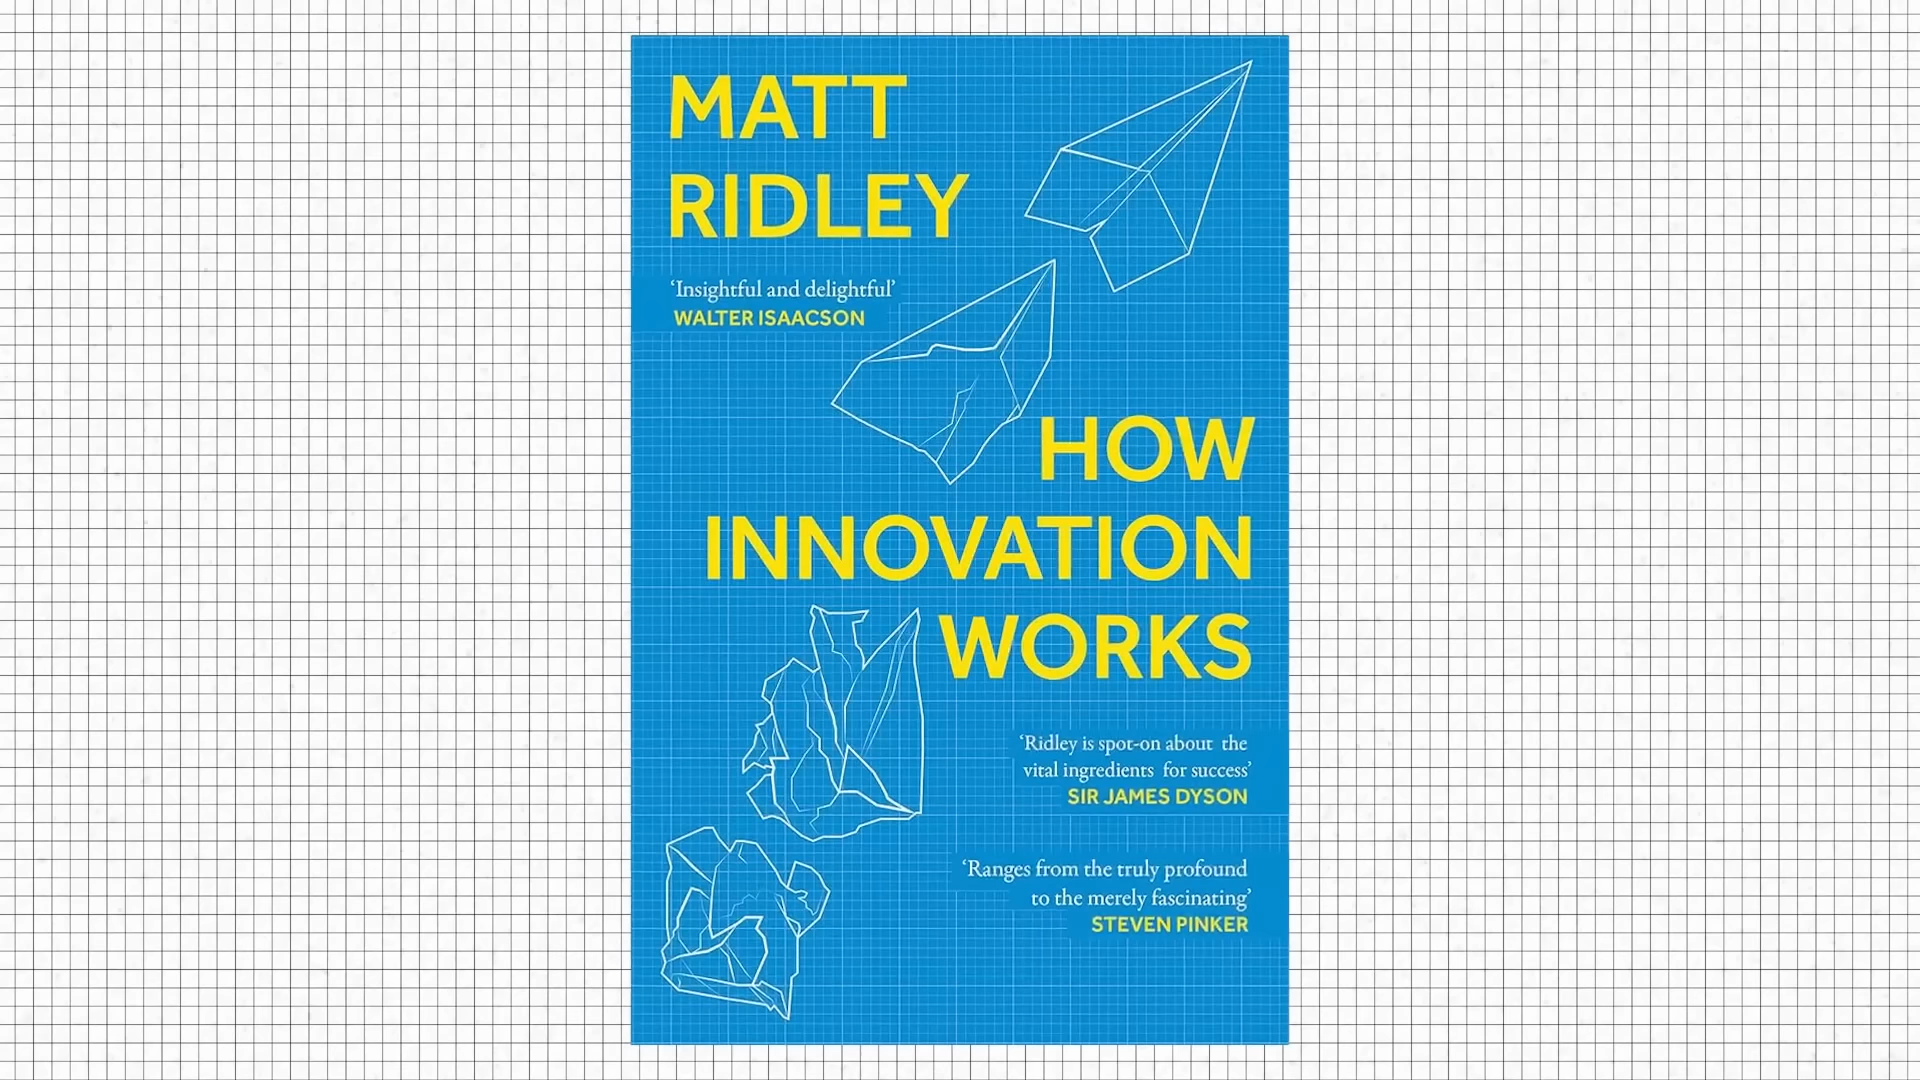 MATT
RIDLEY
‘Insightful and delightful’
WALTER ISAACSON
HOW
INNOVATION
WORKS
‘Ridley is spot-on about the
vital ingredients for success’
SIR JAMES DYSON
‘Ranges from the truly profound
to the merely fascinating’
STEVEN PINKER